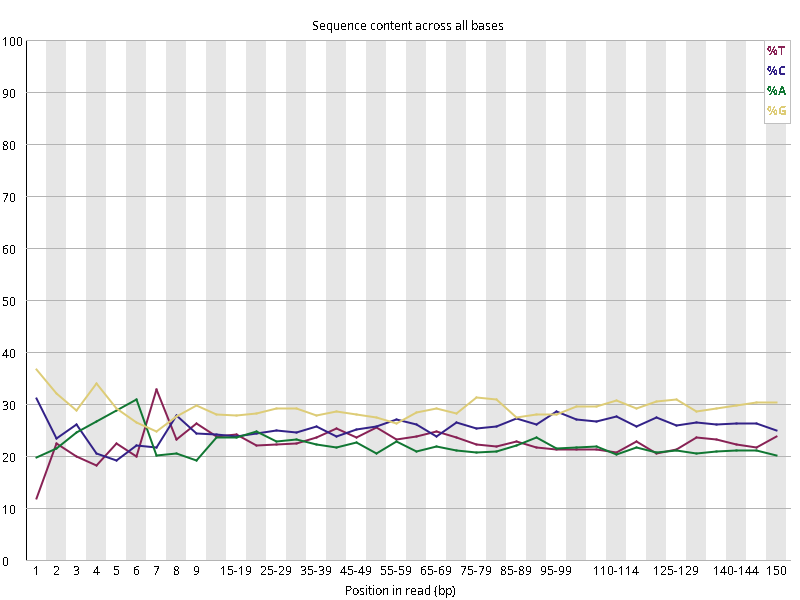 Sequence content across all bases
%T
%C
%A
%G
100
90
80
70
60
50
40
30
20
10
0
1 2 3 4 5 6 7 8 9 15-19 25-29 35-39 45-49 55-59 65-69 75-79 85-89 95-99 110-114 125-129 140-144 150
Position in read (bp)